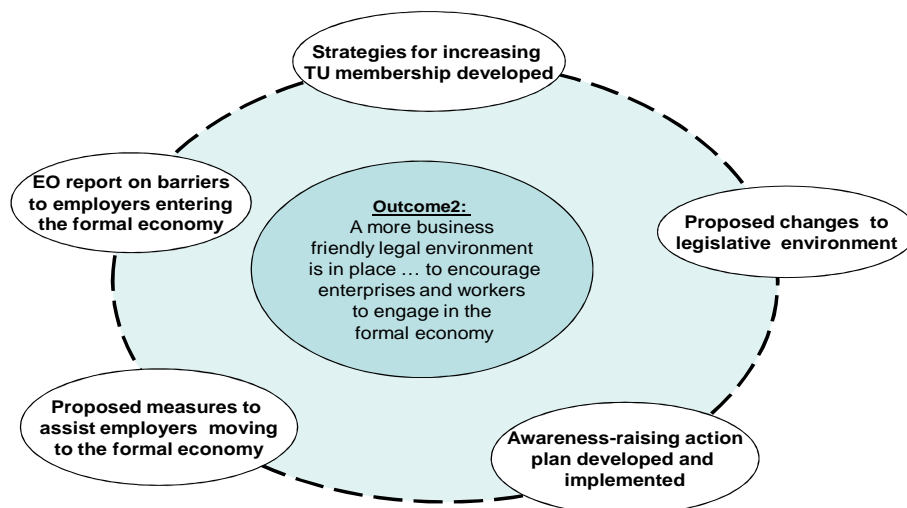 Strategies for increasing
TU membership developed
EO report on barriers
to employers entering
the formal economy
Outcome2:
A more business
friendly legal environment
is in place … to encourage
enterprises and workers
to engage in the
formal economy
Proposed changes to
legislative environment
Proposed measures to
assist employers moving
to the formal economy
Awareness-raising action
plan developed and
implemented